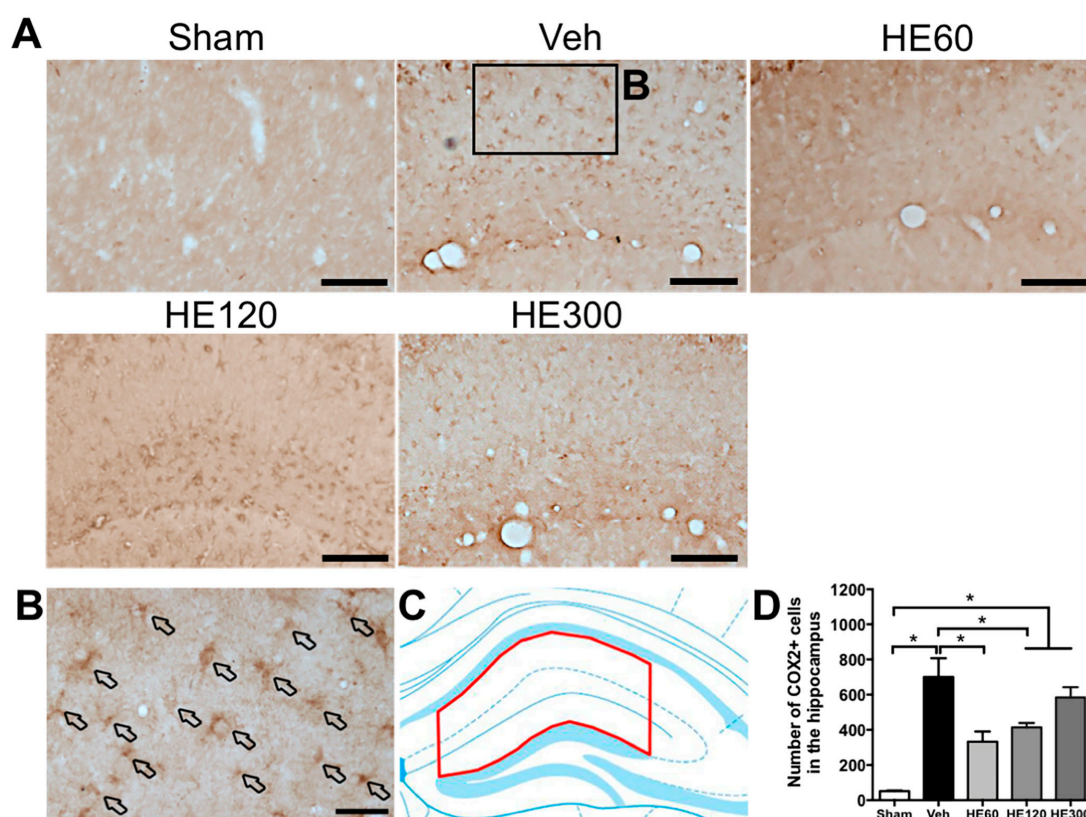 A
Sham Veh HE60
B
HE120 HE300
B C D
Number of COX2+ cells
in the hippocampus
1200
1000
800
600
400
200
0
* * * *
Sham Veh HE60 HE120 HE300